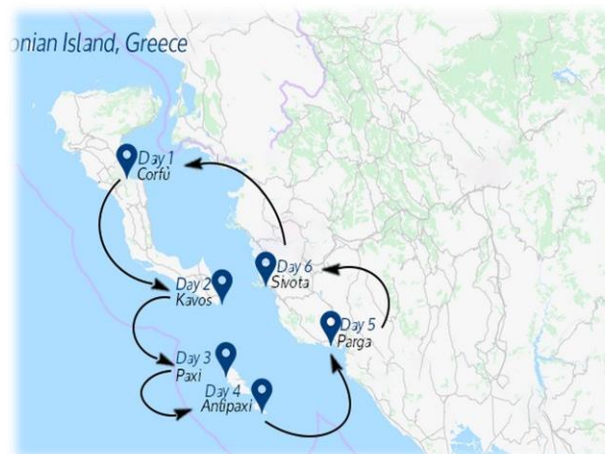 onian Island, Greece
Day 1
Corfù
Day 2
Kavos
Day 3
Paxi
Day 4
Antipaxi
Day 5
Parga
Day 6
Sivota